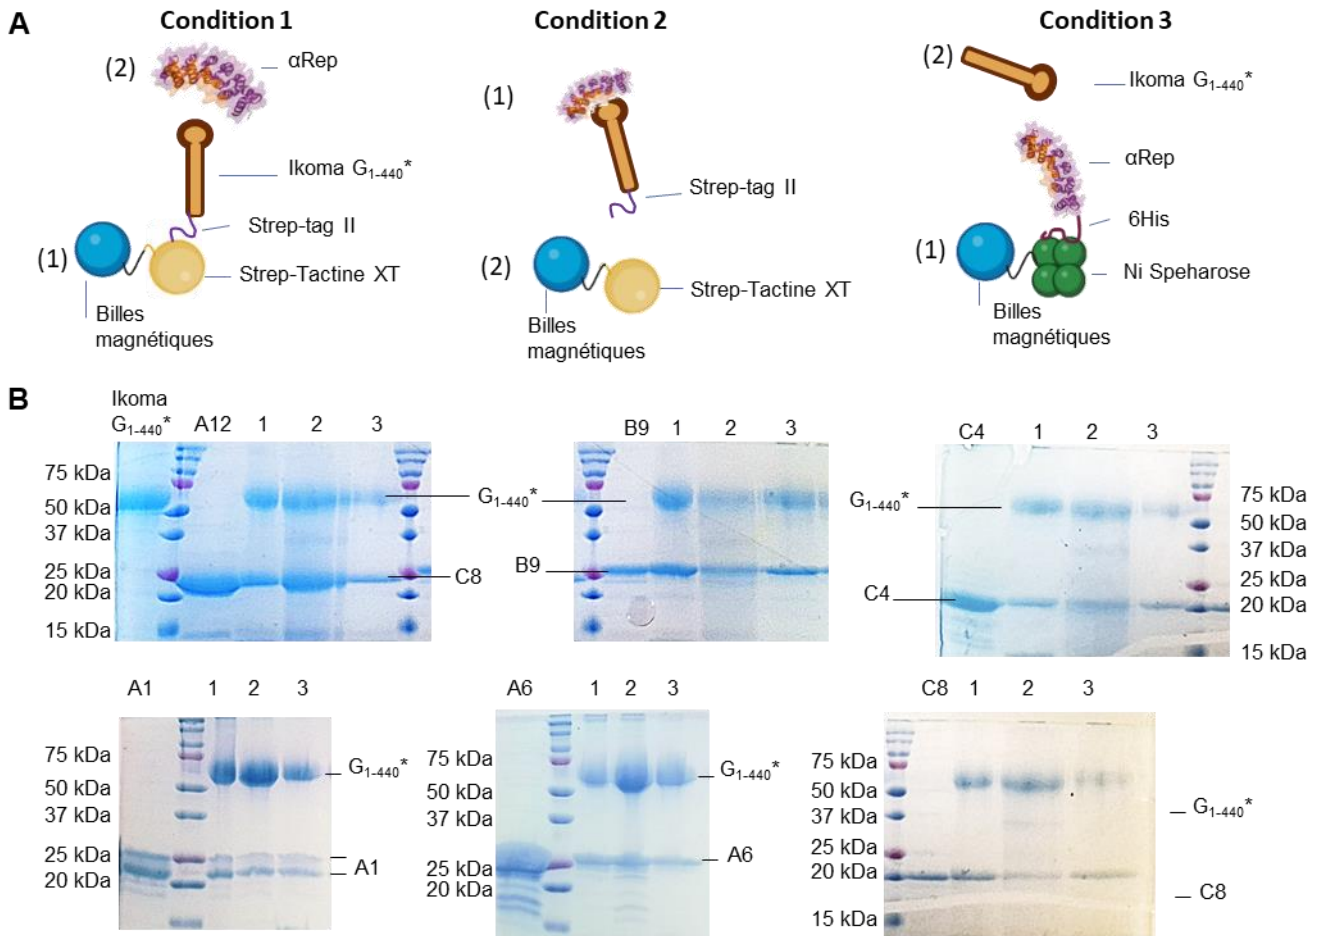 A
Condition 1
Condition 2
Condition 3
(2)
αRep
Ikoma G1-440*
Strep-tag II
(1)
Strep-Tactine XT
Billes
magnétiques
(1)
Strep-tag II
(2)
Strep-Tactine XT
Billes
magnétiques
(2)
Ikoma G1-440*
αRep
6His
(1)
Ni Speharose
Billes
magnétiques
B
Ikoma
G1-440* A12 1 2 3
75 kDa
50 kDa
37 kDa
25 kDa
20 kDa
15 kDa
G1-440*
C8
B9 1 2 3
B9
C4 1 2 3
G1-440*
C4
75 kDa
50 kDa
37 kDa
25 kDa
20 kDa
15 kDa
A1 1 2 3
75 kDa
50 kDa
37 kDa
25 kDa
20 kDa
G1-440*
A1
A6 1 2 3
75 kDa
50 kDa
37 kDa
25 kDa
20 kDa
G1-440*
A6
C8 1 2 3
75 kDa
50 kDa
37 kDa
25 kDa
20 kDa
15 kDa
G1-440*
C8